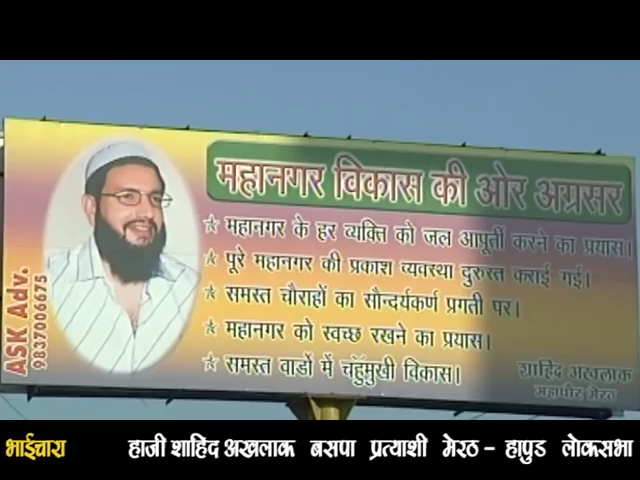 महानगर विकास की ओर अग्रसर
☆ महानगर के हर व्यक्ति को जल आपूर्ती करने का प्रयास।
☆ पूरे महानगर की प्रकाश व्यवस्था दुरुस्त कराई गई।
☆ समस्त चौराहों का सौन्दर्यकर्ण प्रगती पर।
☆ महानगर को स्वच्छ रखने का प्रयास।
☆ समस्त वार्डो में चहुंमुखी विकास।
शाहिद अखलाक
महापौर मेरठ
ASK Adv.
9837006675
भाईचारा हाजी शाहिद अखलाक बसपा प्रत्याशी मेरठ - हापुड लोकसभा